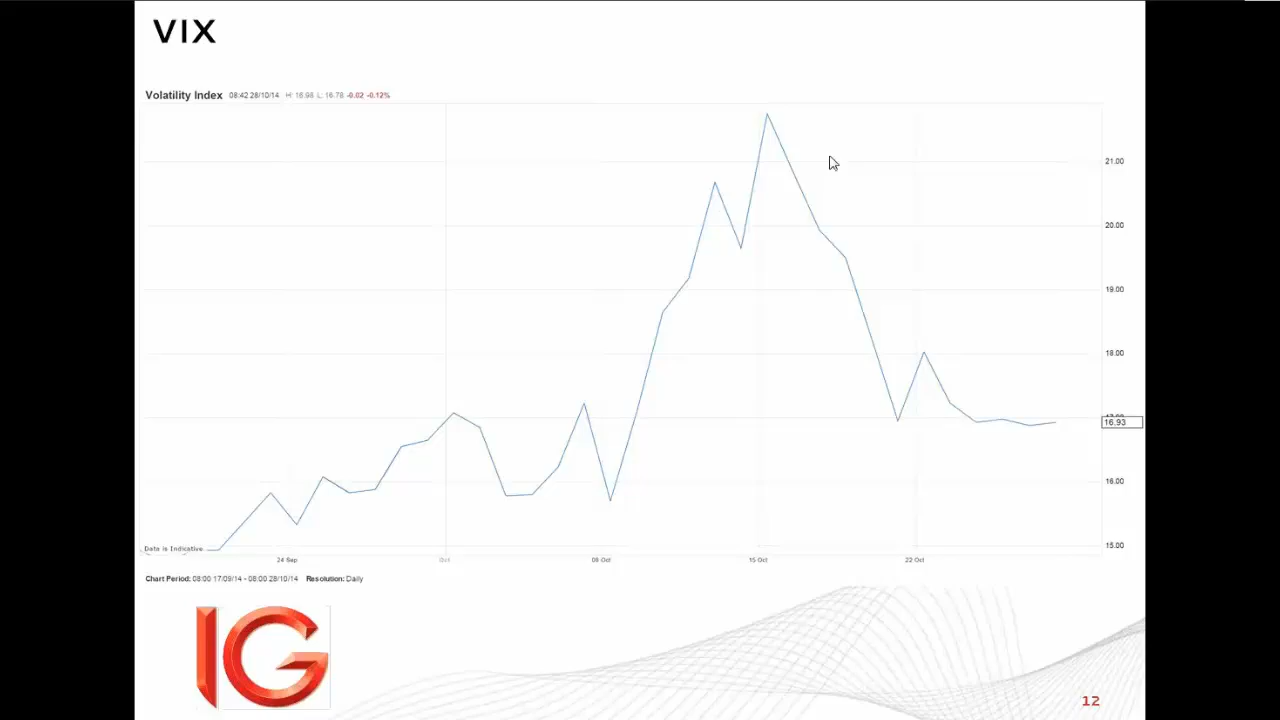 VIX
Volatility Index 08:42 28/10/14 H: 16.98 L: 16.78 -0.02 -0.12%
21.00
20.00
19.00
18.00
17.00
16.93
16.00
15.00
Data is Indicative
24 Sep
Oct
08 Oct
15 Oct
22 Oct
Chart Period: 08:00 17/09/14 - 08:00 28/10/14 Resolution: Daily
IG
12